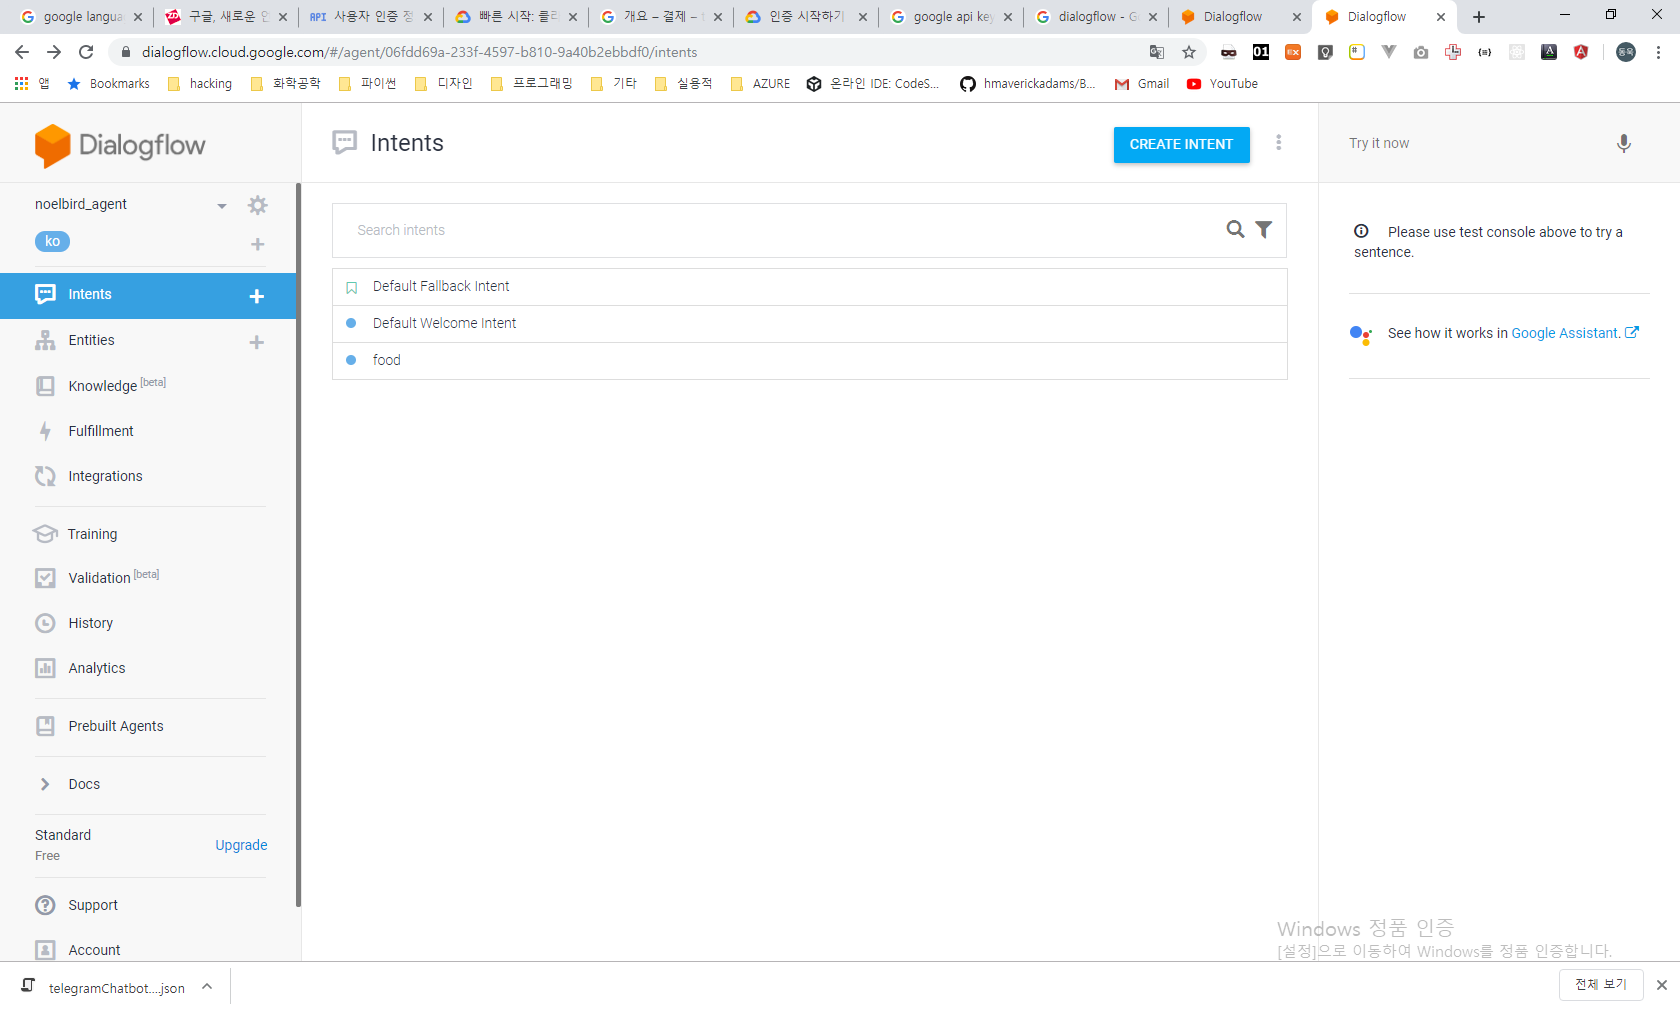 google langua
구글, 새로운 언
API 사용자 인증 정
빠른 시작: 클라
개요 – 결제 –
인증 시작하기
google api key
dialogflow - G
Dialogflow
Dialogflow
dialogflow.cloud.google.com/#/agent/06fdd69a-233f-4597-b810-9a40b2ebbdf0/intents
01
동욱
앱
Bookmarks
hacking
화학공학
파이썬
디자인
프로그래밍
기타
실용적
AZURE
온라인 IDE: CodeS...
hmaverickadams/B...
Gmail
YouTube
Dialogflow
Intents
CREATE INTENT
Try it now
noelbird_agent
ko
Search intents
Please use test console above to try a
sentence.
Intents
Default Fallback Intent
Default Welcome Intent
food
See how it works in Google Assistant.
Entities
Knowledge [beta]
Fulfillment
Integrations
Training
Validation [beta]
History
Analytics
Prebuilt Agents
Docs
Standard
Free
Upgrade
Support
Account
Windows 정품 인증
[설정]으로 이동하여 Windows를 정품 인증합니다.
telegramChatbot....json
전체 보기